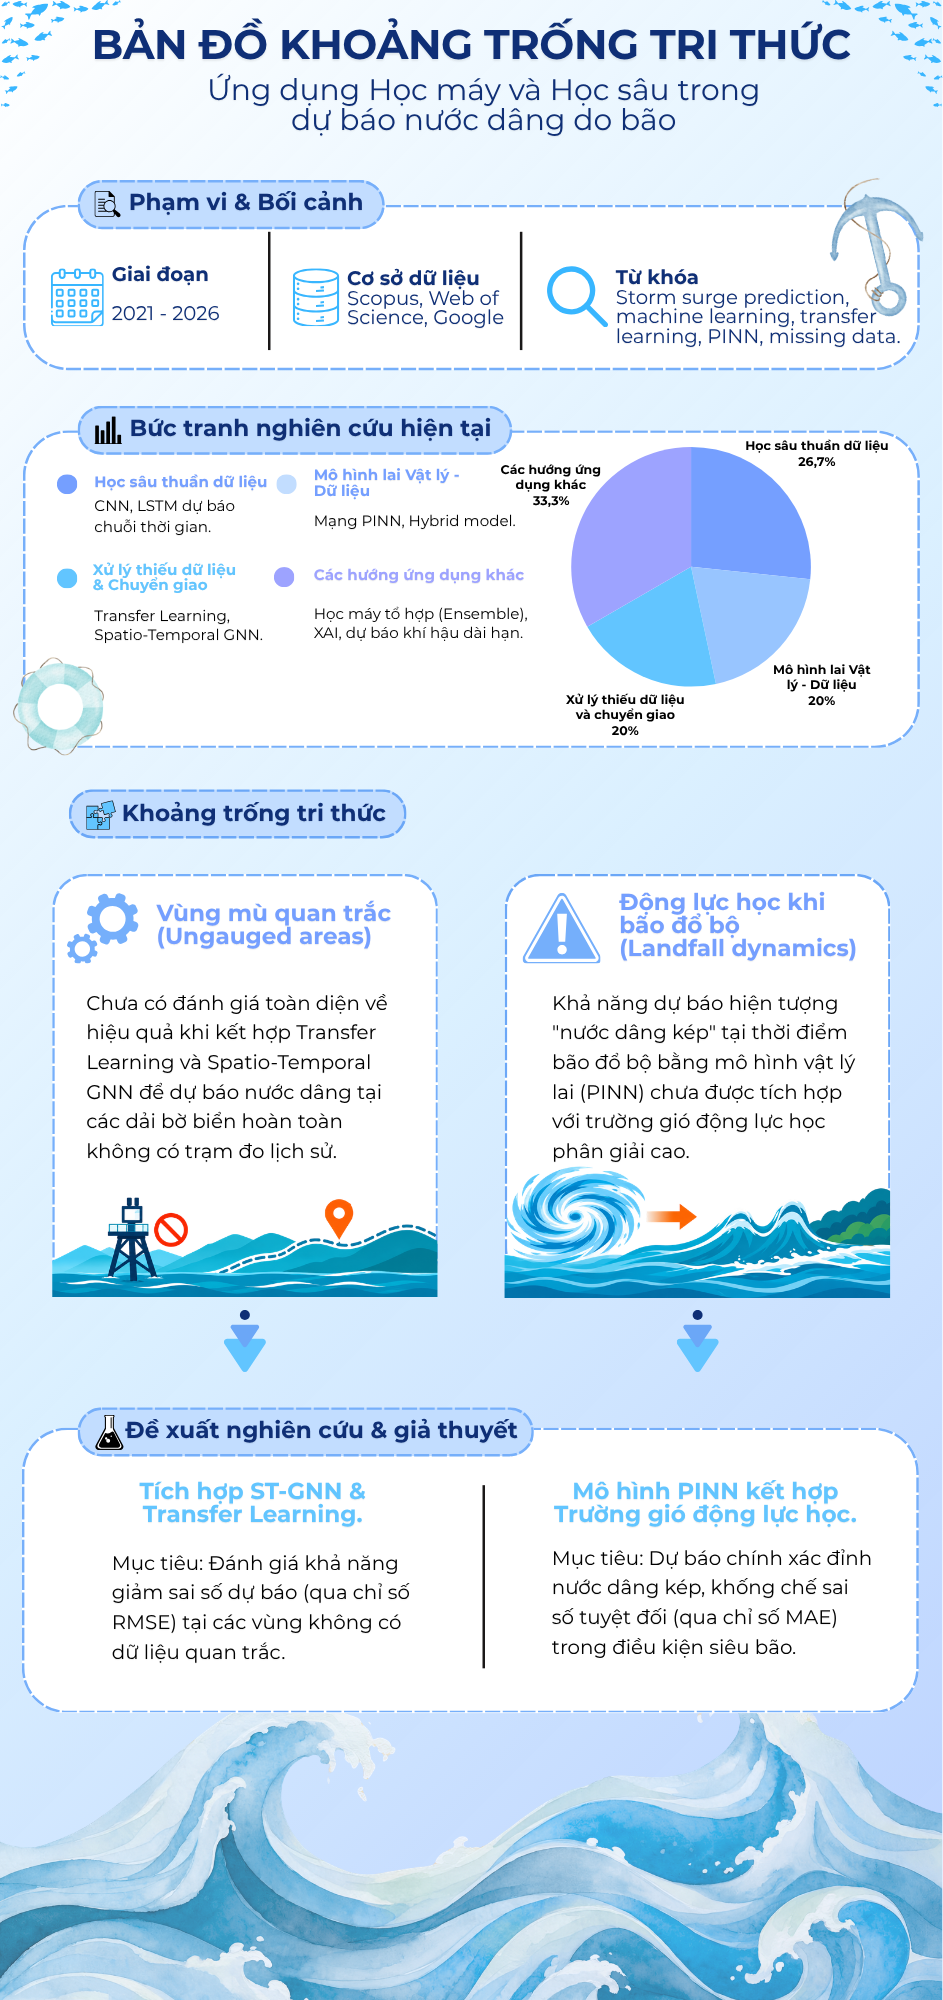 BẢN ĐỒ KHOẢNG TRỐNG TRI THỨC
Ứng dụng Học máy và Học sâu trong
dự báo nước dâng do bão
Phạm vi & Bối cảnh
Giai đoạn
2021 - 2026
Cơ sở dữ liệu
Scopus, Web of
Science, Google
Từ khóa
Storm surge prediction,
machine learning, transfer
learning, PINN, missing data.
Bức tranh nghiên cứu hiện tại
Học sâu thuần dữ liệu
CNN, LSTM dự báo
chuỗi thời gian.
Mô hình lai Vật lý -
Dữ liệu
Mạng PINN, Hybrid model.
Xử lý thiếu dữ liệu
& Chuyển giao
Transfer Learning,
Spatio-Temporal GNN.
Các hướng ứng dụng khác
Học máy tổ hợp (Ensemble),
XAI, dự báo khí hậu dài hạn.
Học sâu thuần dữ liệu
26,7%
Các hướng ứng
dụng khác
33,3%
Mô hình lai Vật
lý - Dữ liệu
20%
Xử lý thiếu dữ liệu
và chuyển giao
20%
Khoảng trống tri thức
Vùng mù quan trắc
(Ungauged areas)
Chưa có đánh giá toàn diện về
hiệu quả khi kết hợp Transfer
Learning và Spatio-Temporal
GNN để dự báo nước dâng tại
các dải bờ biển hoàn toàn
không có trạm đo lịch sử.
Động lực học khi
bão đổ bộ
(Landfall dynamics)
Khả năng dự báo hiện tượng
"nước dâng kép" tại thời điểm
bão đổ bộ bằng mô hình vật lý
lai (PINN) chưa được tích hợp
với trường gió động lực học
phân giải cao.
Đề xuất nghiên cứu & giả thuyết
Tích hợp ST-GNN &
Transfer Learning.
Mục tiêu: Đánh giá khả năng
giảm sai số dự báo (qua chỉ số
RMSE) tại các vùng không có
dữ liệu quan trắc.
Mô hình PINN kết hợp
Trường gió động lực học.
Mục tiêu: Dự báo chính xác đỉnh
nước dâng kép, khống chế sai
số tuyệt đối (qua chỉ số MAE)
trong điều kiện siêu bão.